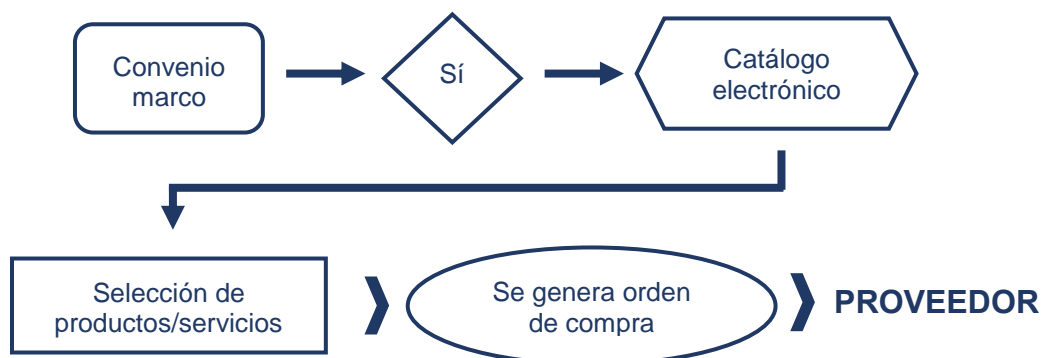 Convenio
marco
Sí
Catálogo
electrónico
Selección de
productos/servicios
Se genera orden
de compra
PROVEEDOR